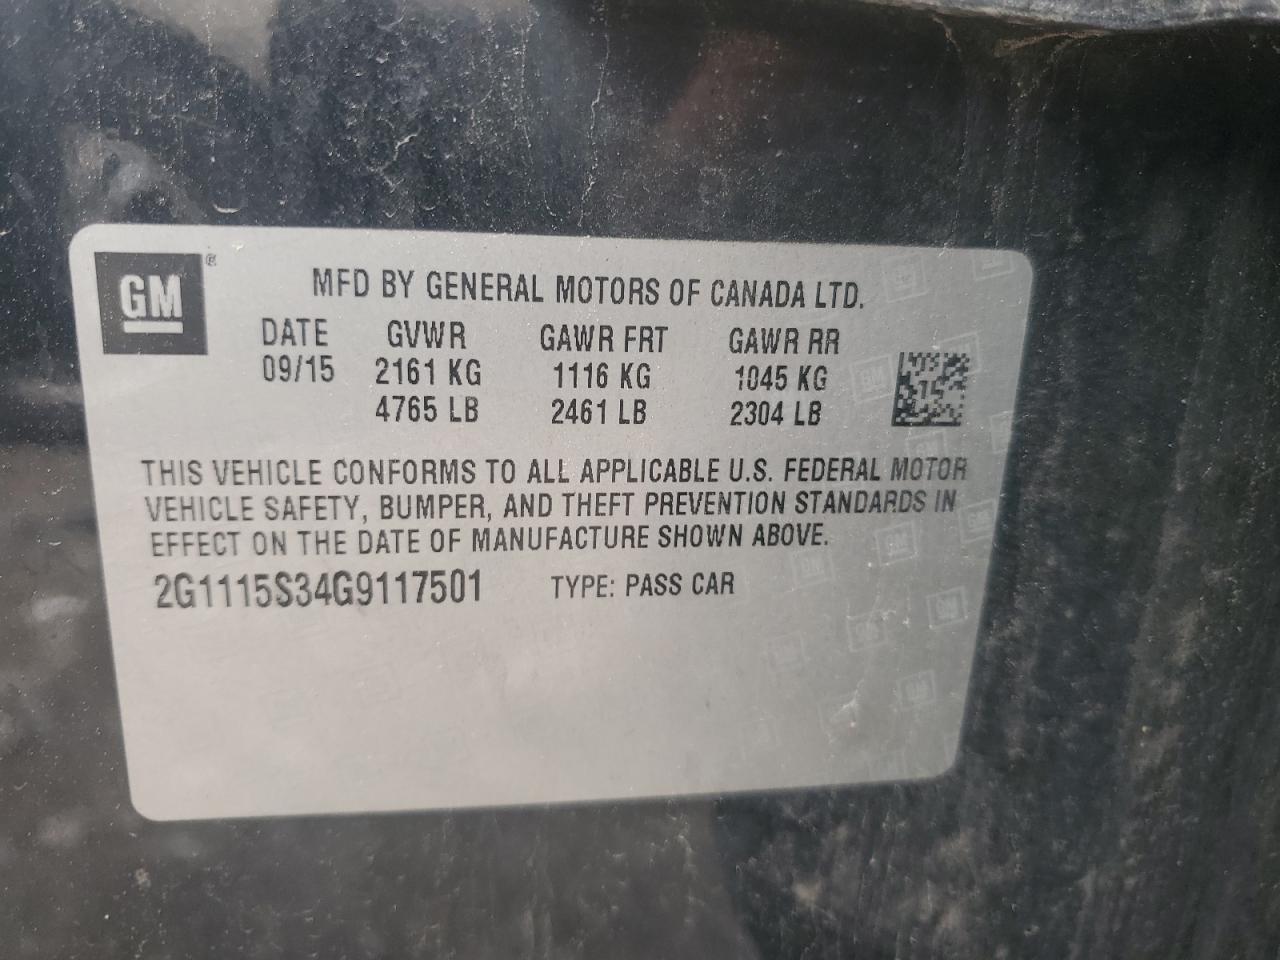 GM®
MFD BY GENERAL MOTORS OF CANADA LTD.
DATE GVWR GAWR FRT GAWR RR
09/15 2161 KG 1116 KG 1045 KG
4765 LB 2461 LB 2304 LB
THIS VEHICLE CONFORMS TO ALL APPLICABLE U.S. FEDERAL MOTOR
VEHICLE SAFETY, BUMPER, AND THEFT PREVENTION STANDARDS IN
EFFECT ON THE DATE OF MANUFACTURE SHOWN ABOVE.
2G1115S34G9117501 TYPE: PASS CAR